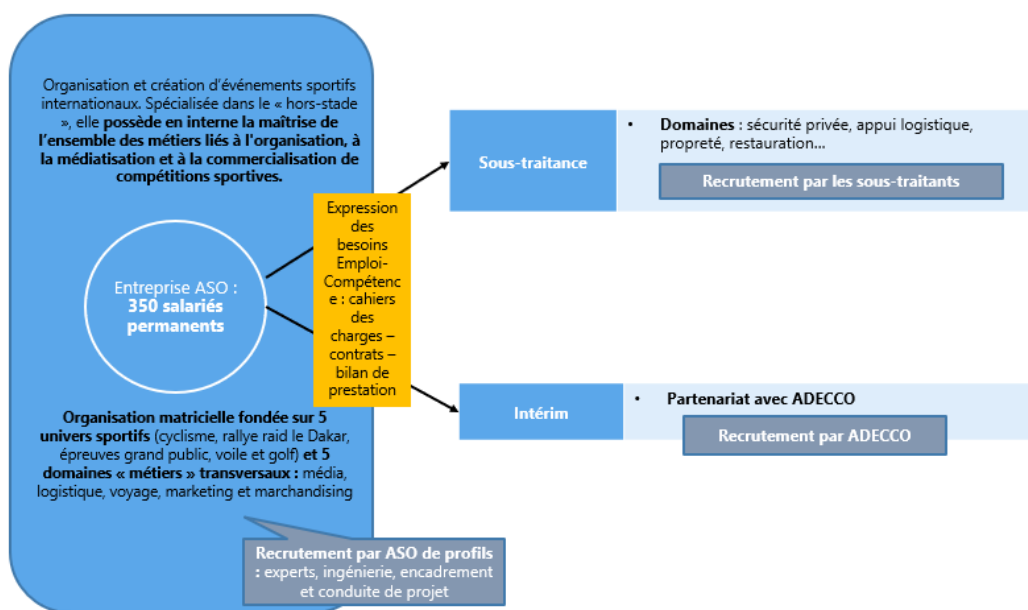 Organisation et création d'événements sportifs
internationaux. Spécialisée dans le « hors-stade
», elle possède en interne la maîtrise de
l'ensemble des métiers liés à l'organisation, à
la médiatisation et à la commercialisation de
compétitions sportives.
Entreprise ASO :
350 salariés
permanents
Organisation matricielle fondée sur 5
univers sportifs (cyclisme, rallye raid le Dakar,
épreuves grand public, voile et golf) et 5
domaines « métiers » transversaux : média,
logistique, voyage, marketing et marchandising
Recrutement par ASO de profils
: experts, ingénierie, encadrement
et conduite de projet
Expression
des
besoins
Emploi-
Compétenc
e : cahiers
des
charges –
contrats –
bilan de
prestation
Sous-traitance
• Domaines : sécurité privée, appui logistique,
propreté, restauration...
Recrutement par les sous-traitants
Intérim
• Partenariat avec ADECCO
Recrutement par ADECCO